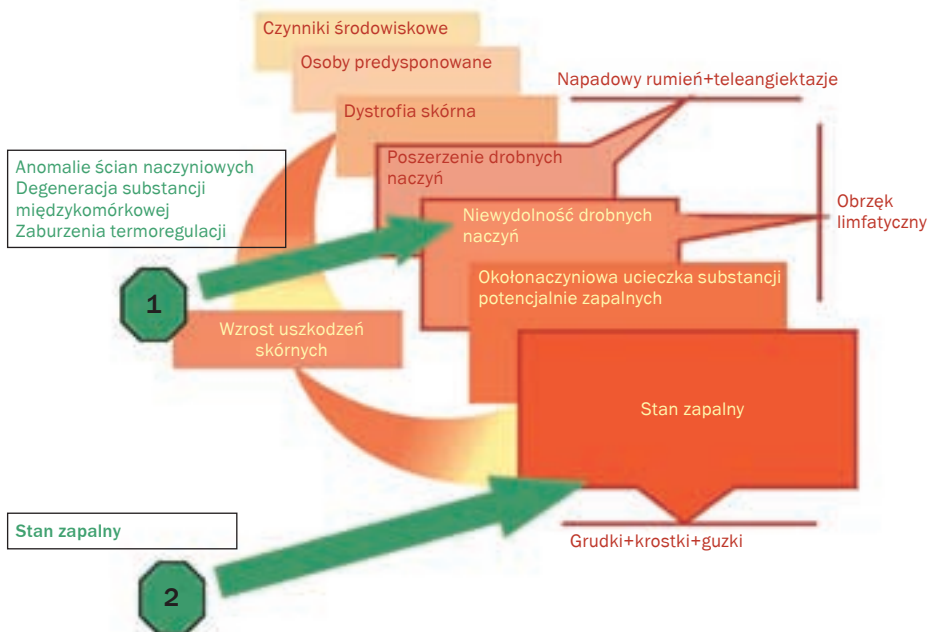 Czynniki środowiskowe
Osoby predysponowane
Napadowy rumień+teleangiektazje
Dystrofia skórna
Poszerzenie drobnych
naczyń
Anomalie ścian naczyniowych
Degeneracja substancji
międzykomórkowej
Zaburzenia termoregulacji
Niewydolność drobnych
naczyń
Obrzęk
limfatyczny
Okołonaczyniowa ucieczka substancji
potencjalnie zapalnych
1
Wzrost uszkodzeń
skórnych
Stan zapalny
Stan zapalny
Grudki+krostki+guzki
2